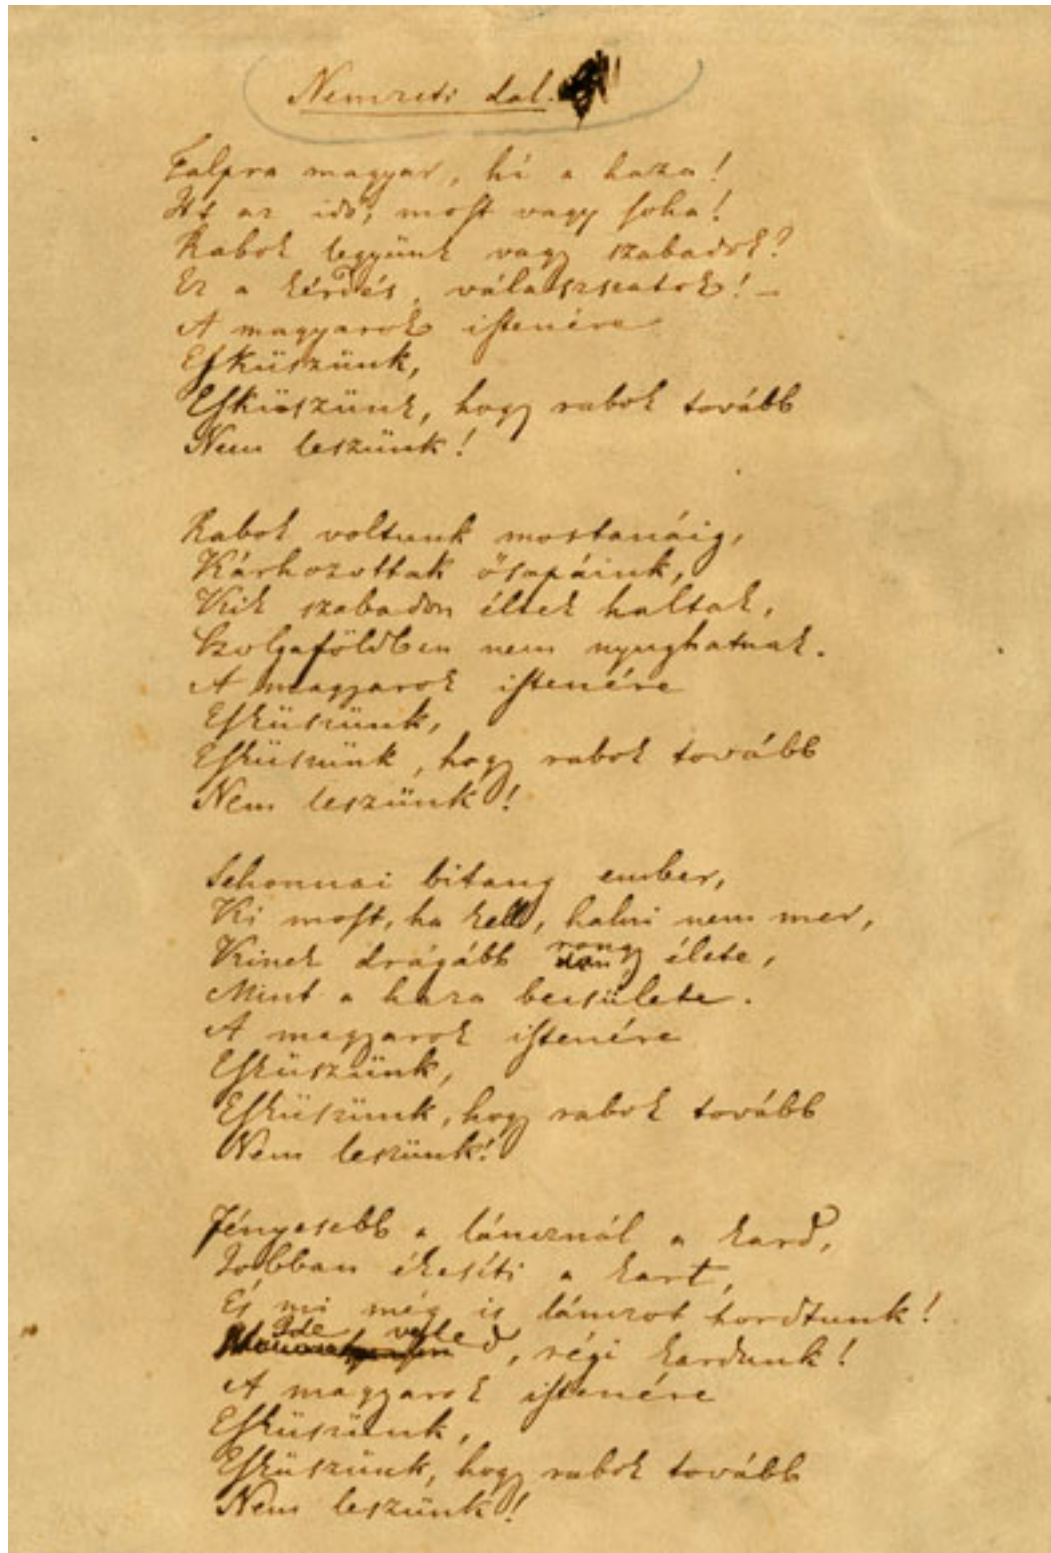 Nemzeti dal.
Talpra magyar, hí a haza!
Itt az idő, most vagy soha!
Rabok legyünk vagy szabadok?
Ez a kérdés, válaszszatok! –
A magyarok istenére
Esküszünk,
Esküszünk, hogy rabok tovább
Nem leszünk!
Rabok voltunk mostanáig,
Kárhozottak ősapáink,
Kik szabadon éltek haltak,
Szolgaföldben nem nyughatnak.
A magyarok istenére
Esküszünk,
Esküszünk, hogy rabok tovább
Nem leszünk!
Sehonnai bitang ember,
Ki most, ha kell, halni nem mer,
Kinek drágább rongy élete,
Mint a haza becsülete.
A magyarok istenére
Esküszünk,
Esküszünk, hogy rabok tovább
Nem leszünk!
Fényesebb a láncznál a kard,
Jobban ékesíti a kart,
És mi még is lánczot hordtunk!
Ide veled, régi kardunk!
A magyarok istenére
Esküszünk,
Esküszünk, hogy rabok tovább
Nem leszünk!